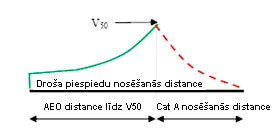 V50
Droša piespiedu nosēšanās distance
AEO distance līdz V50
Cat A nosēšanās distance